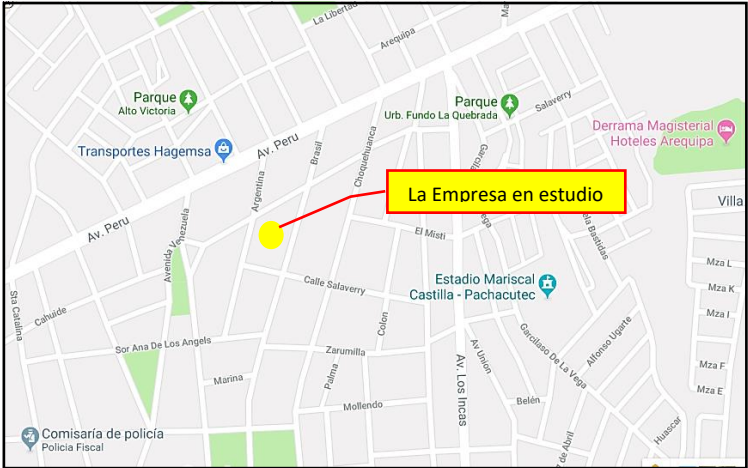 La Libertad
Arequipa
Parque
Alto Victoria
Parque
Urb. Fundo La Quebrada
Salaverry
Derrama Magisterial
Hoteles Arequipa
Transportes Hagemsa
Av. Peru
Brasil
Choquehuanca
Argentina
La Empresa en estudio
Villa
Av. Peru
Avenida Venezuela
El Misti
Bastidas
Mza L
Calle Salaverry
Estadio Mariscal
Castilla - Pachacutec
Mza K
Sta Catalina
Cahuide
Colon
Mza I
Sor Ana De Los Angels
Zarumilla
Av Union
Garcilaso De La Vega
Alfonso Ugarte
Mza F
Marina
Palma
Av. Los Incas
Mza E
Mollendo
Belén
Comisaría de policía
Policia Fiscal
de Abril
Huascar